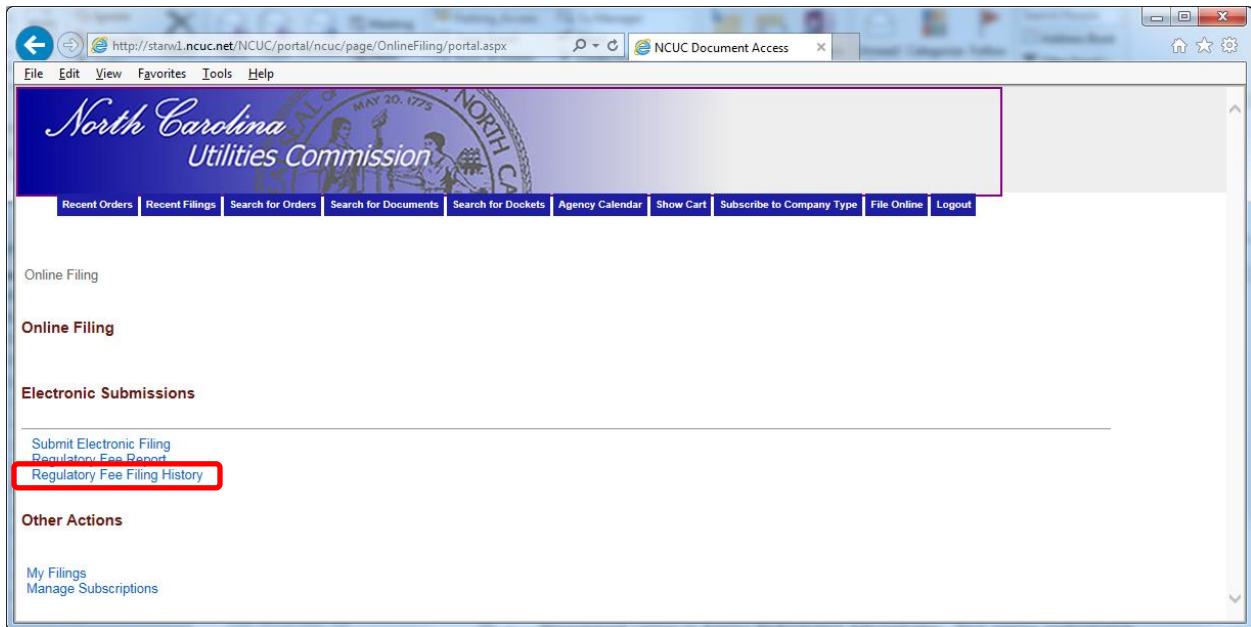 http://starw1.ncuc.net/NCUC/portal/ncuc/page/OnlineFiling/portal.aspx
NCUC Document Access
File Edit View Favorites Tools Help
North Carolina
Utilities Commission
MAY 20, 1775
Recent Orders Recent Filings Search for Orders Search for Documents Search for Dockets Agency Calendar Show Cart Subscribe to Company Type File Online Logout
Online Filing
Online Filing
Electronic Submissions
Submit Electronic Filing
Regulatory Fee Report
Regulatory Fee Filing History
Other Actions
My Filings
Manage Subscriptions